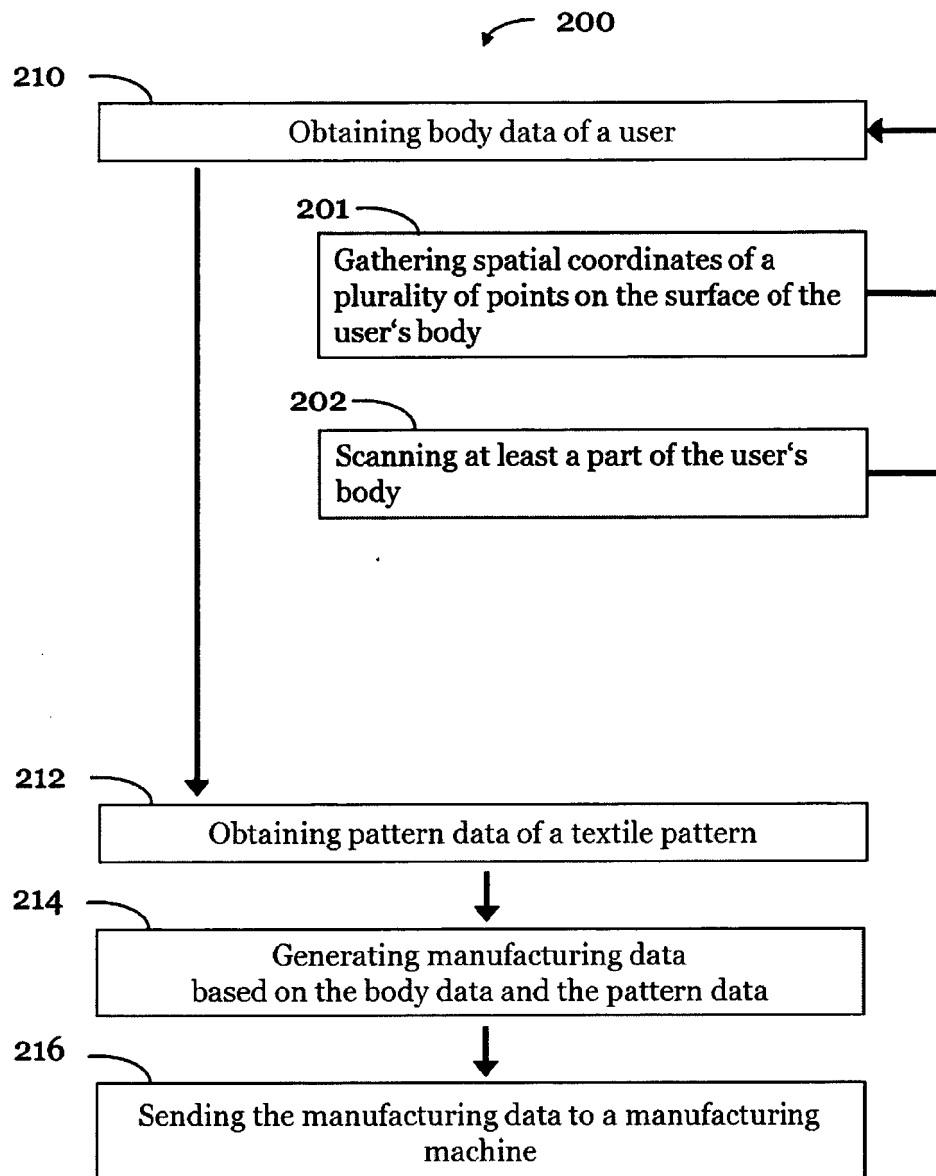 200
210
Obtaining body data of a user
201
Gathering spatial coordinates of a
plurality of points on the surface of the
user‘s body
202
Scanning at least a part of the user‘s
body
212
Obtaining pattern data of a textile pattern
214
Generating manufacturing data
based on the body data and the pattern data
216
Sending the manufacturing data to a manufacturing
machine